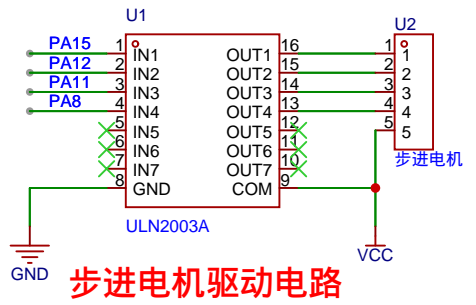 U1
U2
PA15 1 IN1 OUT1 16 1 1
PA12 2 IN2 OUT2 15 2 2
PA11 3 IN3 OUT3 14 3 3
PA8 4 IN4 OUT4 13 4 4
5 IN5 OUT5 12 5 5
6 IN6 OUT6 11
7 IN7 OUT7 10
8 GND COM 9
步进电机
ULN2003A
GND
VCC
步进电机驱动电路